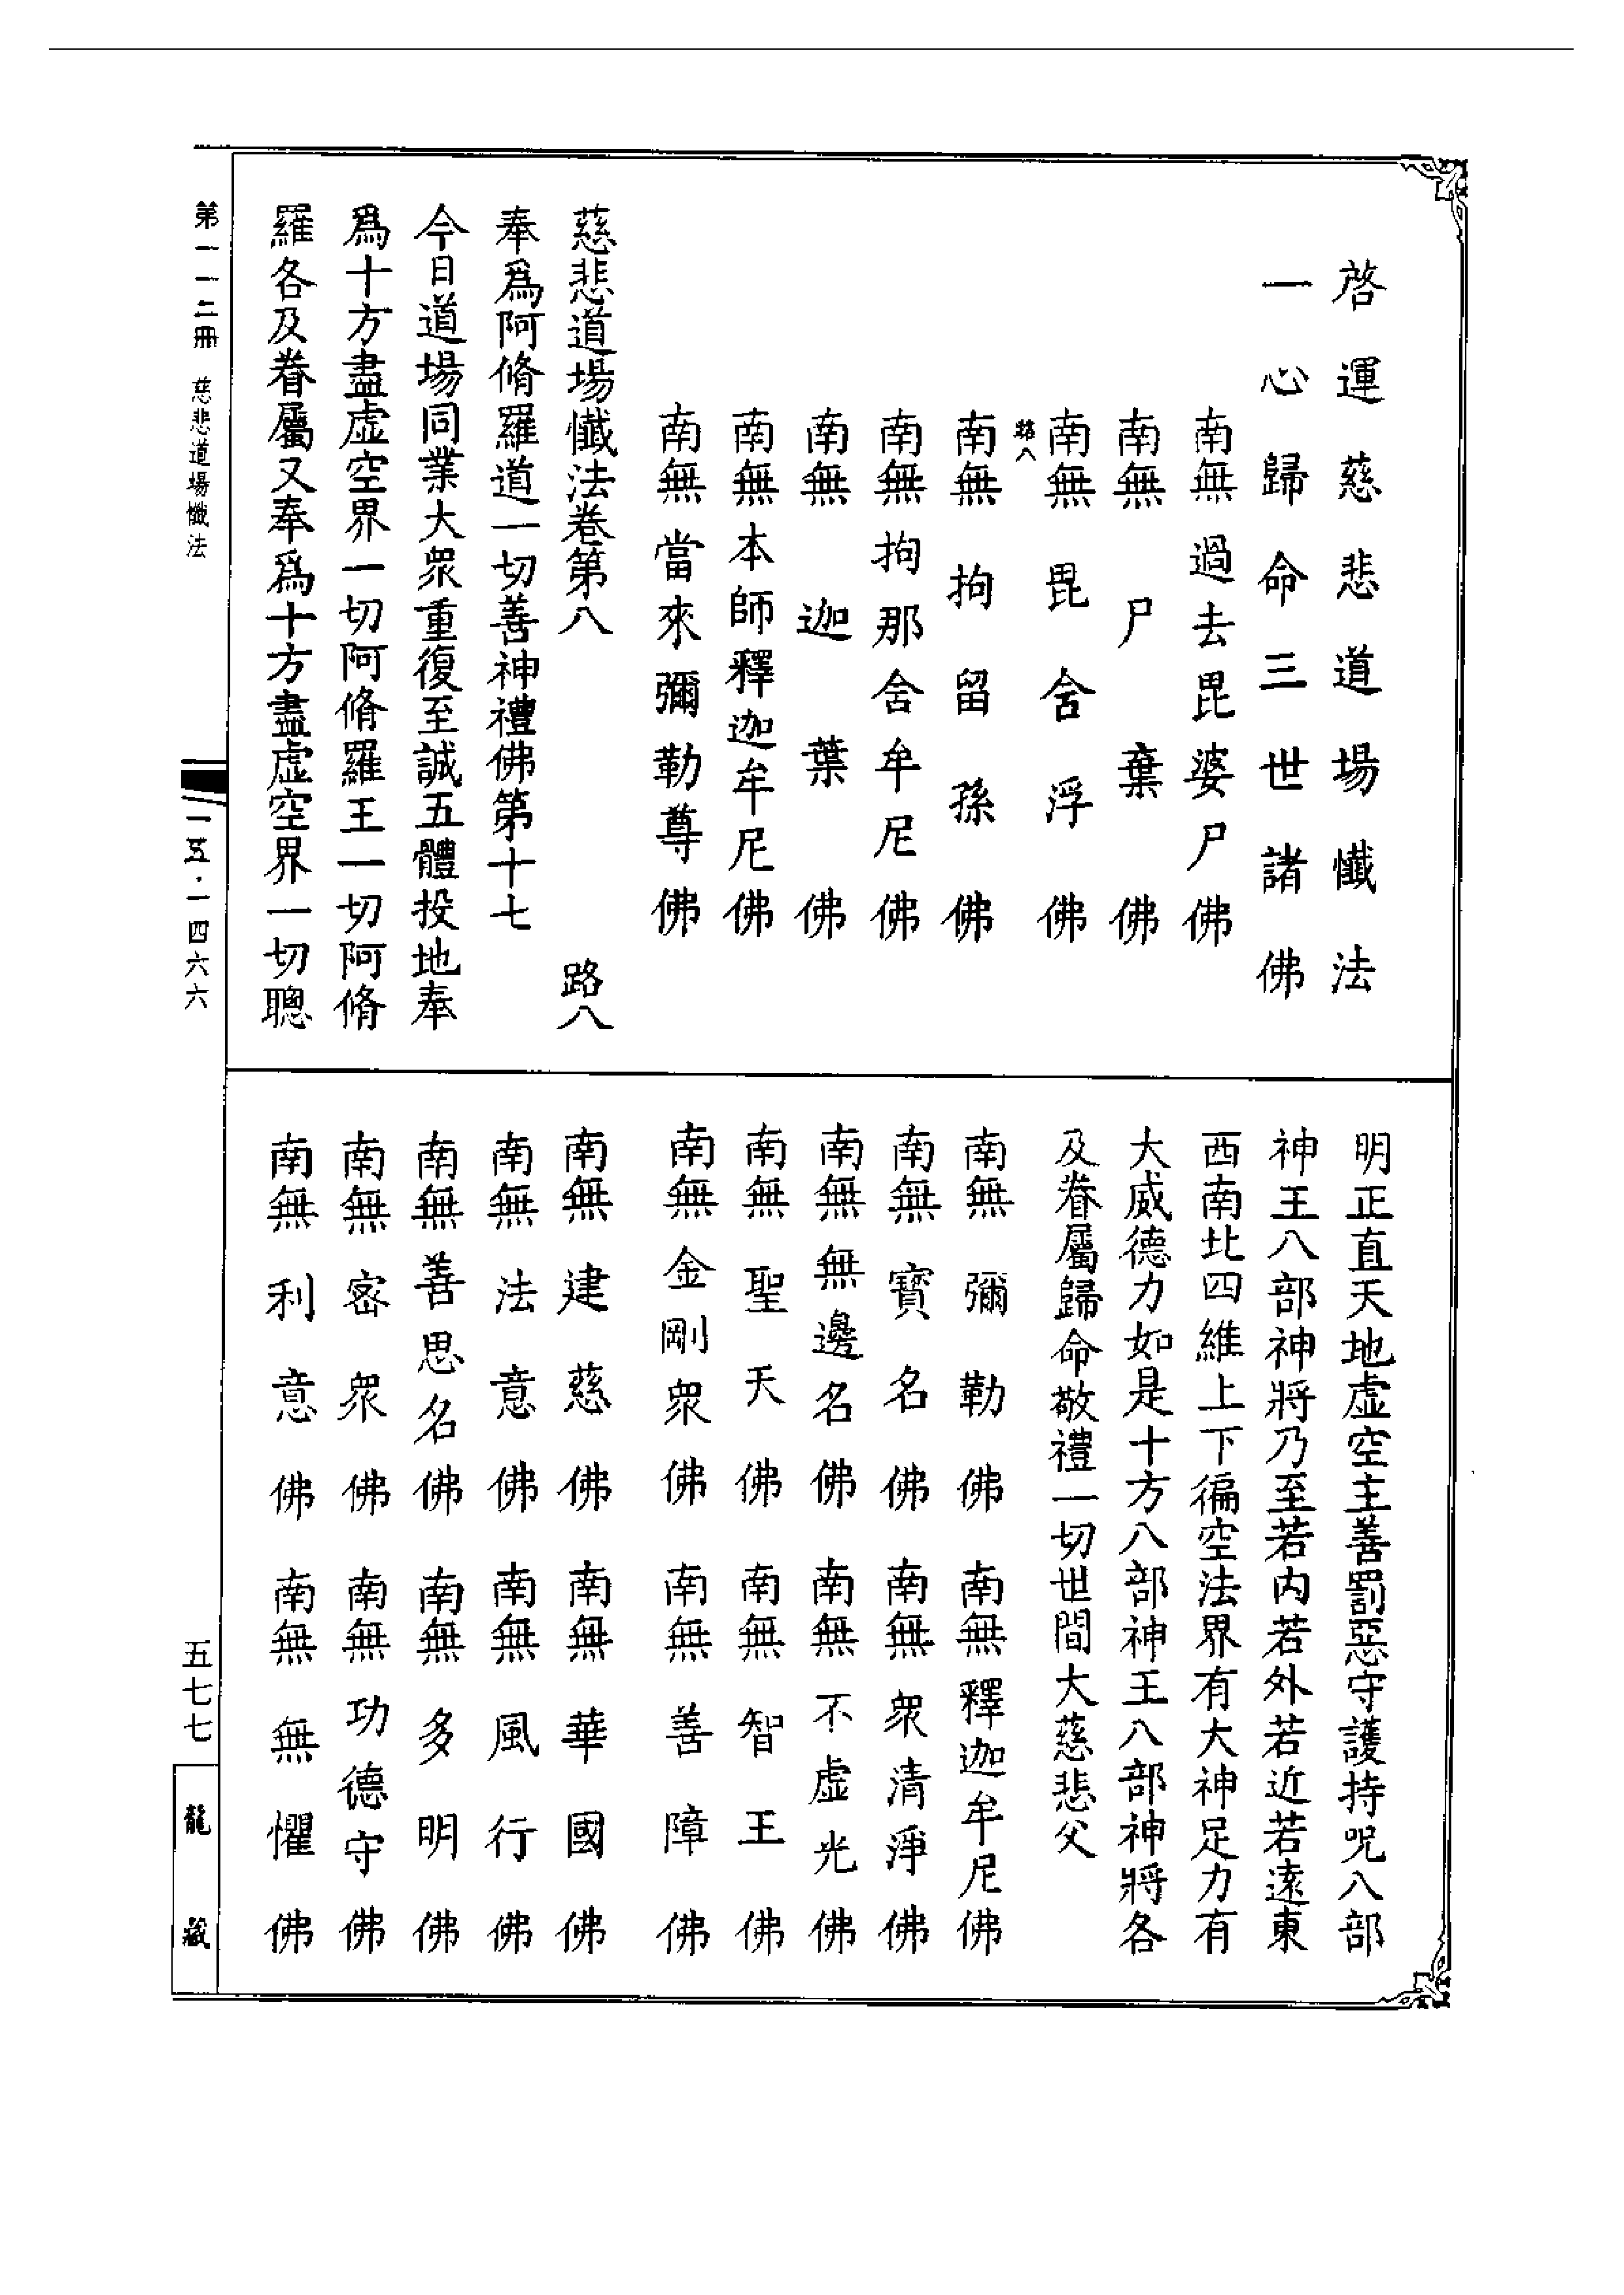 啓運慈悲道場懺法
一心歸命三世諸佛
南無過去毘婆尸佛
南無尸棄佛
南無毘舍浮佛
路八
南無拘留孫佛
南無拘那舍牟尼佛
南無迦葉佛
南無本師釋迦牟尼佛
南無當來彌勒尊佛
慈悲道場懺法卷第八 路八
奉爲阿脩羅道一切善神禮佛第十七
今日道場同業大衆重復至誠五體投地奉
爲十方盡虛空界一切阿脩羅王一切阿脩
羅各及眷屬又奉爲十方盡虛空界一切聰
明正直天地虛空主善罰惡守護持呪八部
神王八部神將乃至若內若外若近若遠東
西南北四維上下徧空法界有大神足力有
大威德力如是十方八部神王八部神將各
及眷屬歸命敬禮一切世間大慈悲父
南無彌勒佛 南無釋迦牟尼佛
南無寶名佛 南無衆清淨佛
南無無邊名佛 南無不虛光佛
南無聖天佛 南無智王佛
南無金剛衆佛 南無善障佛
南無建慈佛 南無華國佛
南無法意佛 南無風行佛
南無善思名佛 南無多明佛
南無密衆佛 南無功德守佛
南無利意佛 南無無懼佛
第一一三冊 慈悲道場懺法
一五·一四六六
五七七
龍藏